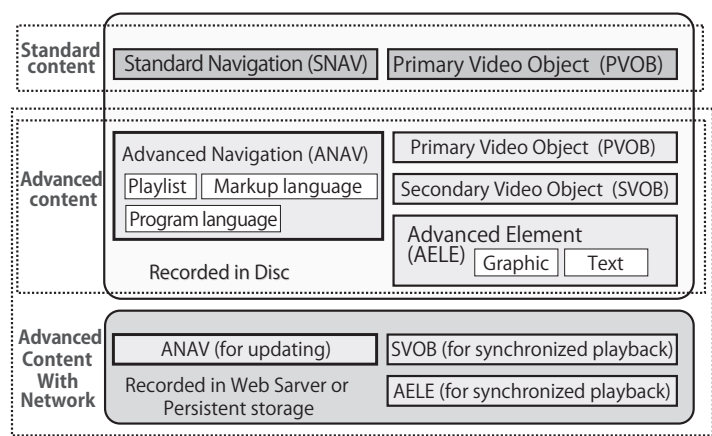 Standard
content
Standard Navigation (SNAV)
Primary Video Object (PVOB)
Advanced
content
Advanced Navigation (ANAV)
Playlist
Markup language
Program language
Primary Video Object (PVOB)
Secondary Video Object (SVOB)
Advanced Element
(AELE)
Graphic
Text
Recorded in Disc
Advanced
Content
With
Network
ANAV (for updating)
SVOB (for synchronized playback)
Recorded in Web Sarver or
Persistent storage
AELE (for synchronized playback)